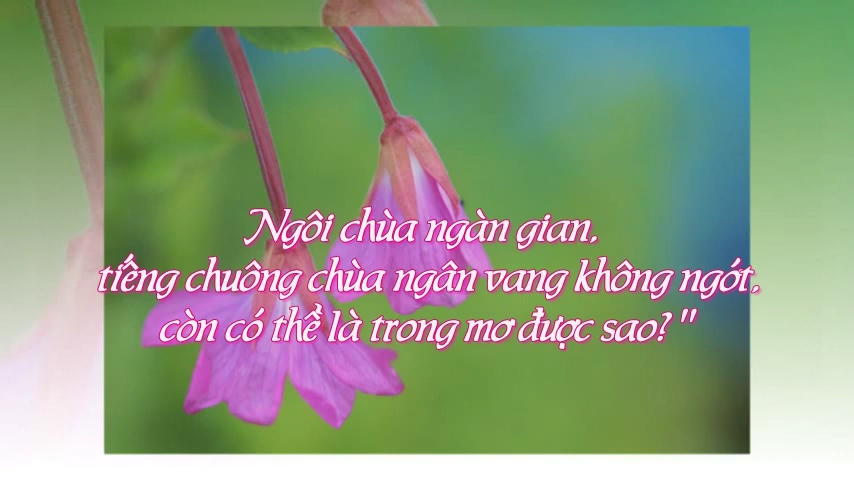 Ngôi chùa ngàn gian,
tiếng chuông chùa ngân vang không ngớt,
còn có thể là trong mơ được sao?"